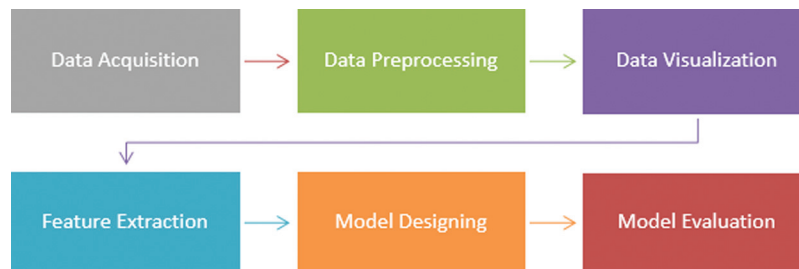 Data Acquisition
Data Preprocessing
Data Visualization
Feature Extraction
Model Designing
Model Evaluation